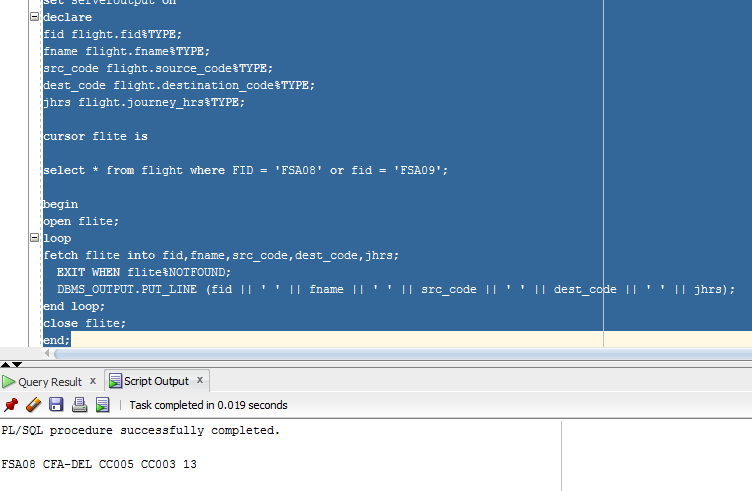 set serveroutput on
declare
fid flight.fid%TYPE;
fname flight.fname%TYPE;
src_code flight.source_code%TYPE;
dest_code flight.destination_code%TYPE;
jhrs flight.journey_hrs%TYPE;
cursor flite is
select * from flight where FID = 'FSA08' or fid = 'FSA09';
begin
open flite;
loop
fetch flite into fid,fname,src_code,dest_code,jhrs;
EXIT WHEN flite%NOTFOUND;
DBMS_OUTPUT.PUT_LINE (fid || ' ' || fname || ' ' || src_code || ' ' || dest_code || ' ' || jhrs);
end loop;
close flite;
end;
Query Result x Script Output x
Task completed in 0.019 seconds
PL/SQL procedure successfully completed.
FSA08 CFA-DEL CC005 CC003 13